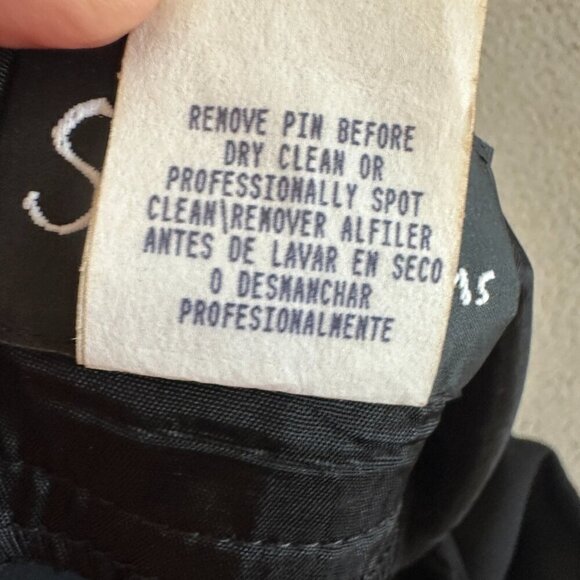 REMOVE PIN BEFORE
DRY CLEAN OR
PROFESSIONALLY SPOT
CLEAN\REMOVER ALFILER
ANTES DE LAVAR EN SECO
O DESMANCHAR
PROFESIONALMENTE
S